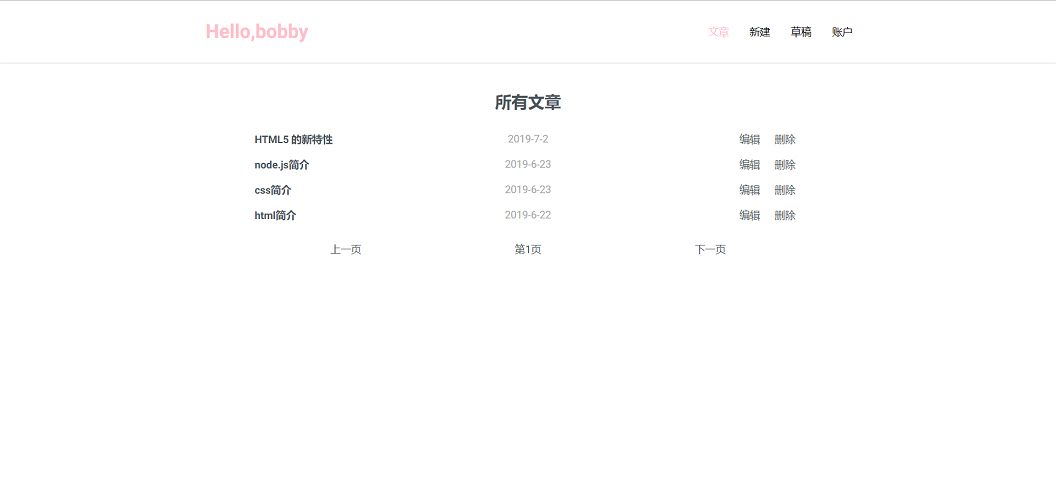 Hello,bobby 文章 新建 草稿 账户
所有文章
HTML5 的新特性 2019-7-2 编辑 删除
node.js简介 2019-6-23 编辑 删除
css简介 2019-6-23 编辑 删除
html简介 2019-6-22 编辑 删除
上一页 第1页 下一页